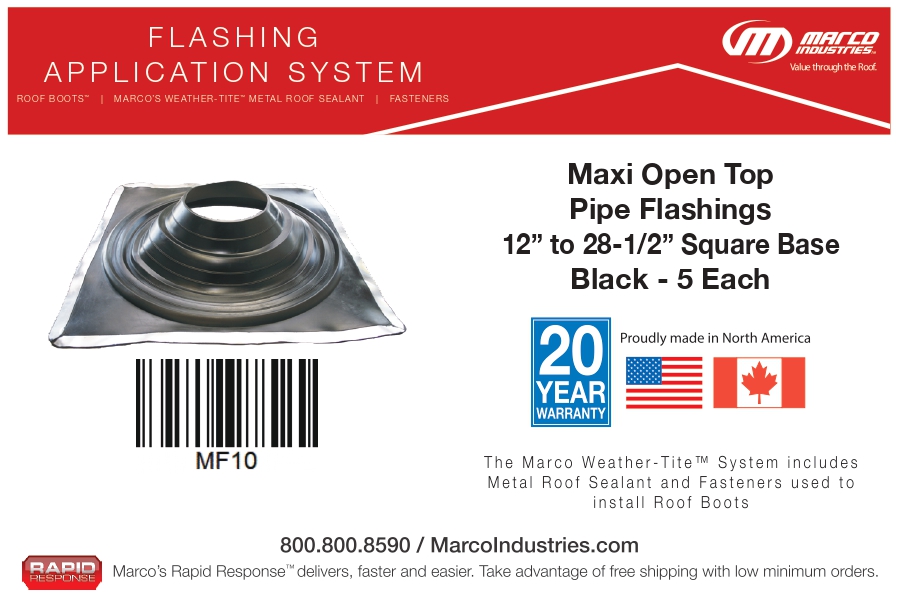 FLASHING
APPLICATION SYSTEM
ROOF BOOTS™ | MARCO'S WEATHER-TITE™ METAL ROOF SEALANT | FASTENERS
MARCO
INDUSTRIES™
Value through the Roof.
Maxi Open Top
Pipe Flashings
12” to 28-1/2” Square Base
Black - 5 Each
20
YEAR
WARRANTY
Proudly made in North America
MF10
The Marco Weather-Tite™ System includes
Metal Roof Sealant and Fasteners used to
install Roof Boots
800.800.8590 / MarcoIndustries.com
RAPID
RESPONSE
Marco's Rapid Response™ delivers, faster and easier. Take advantage of free shipping with low minimum orders.